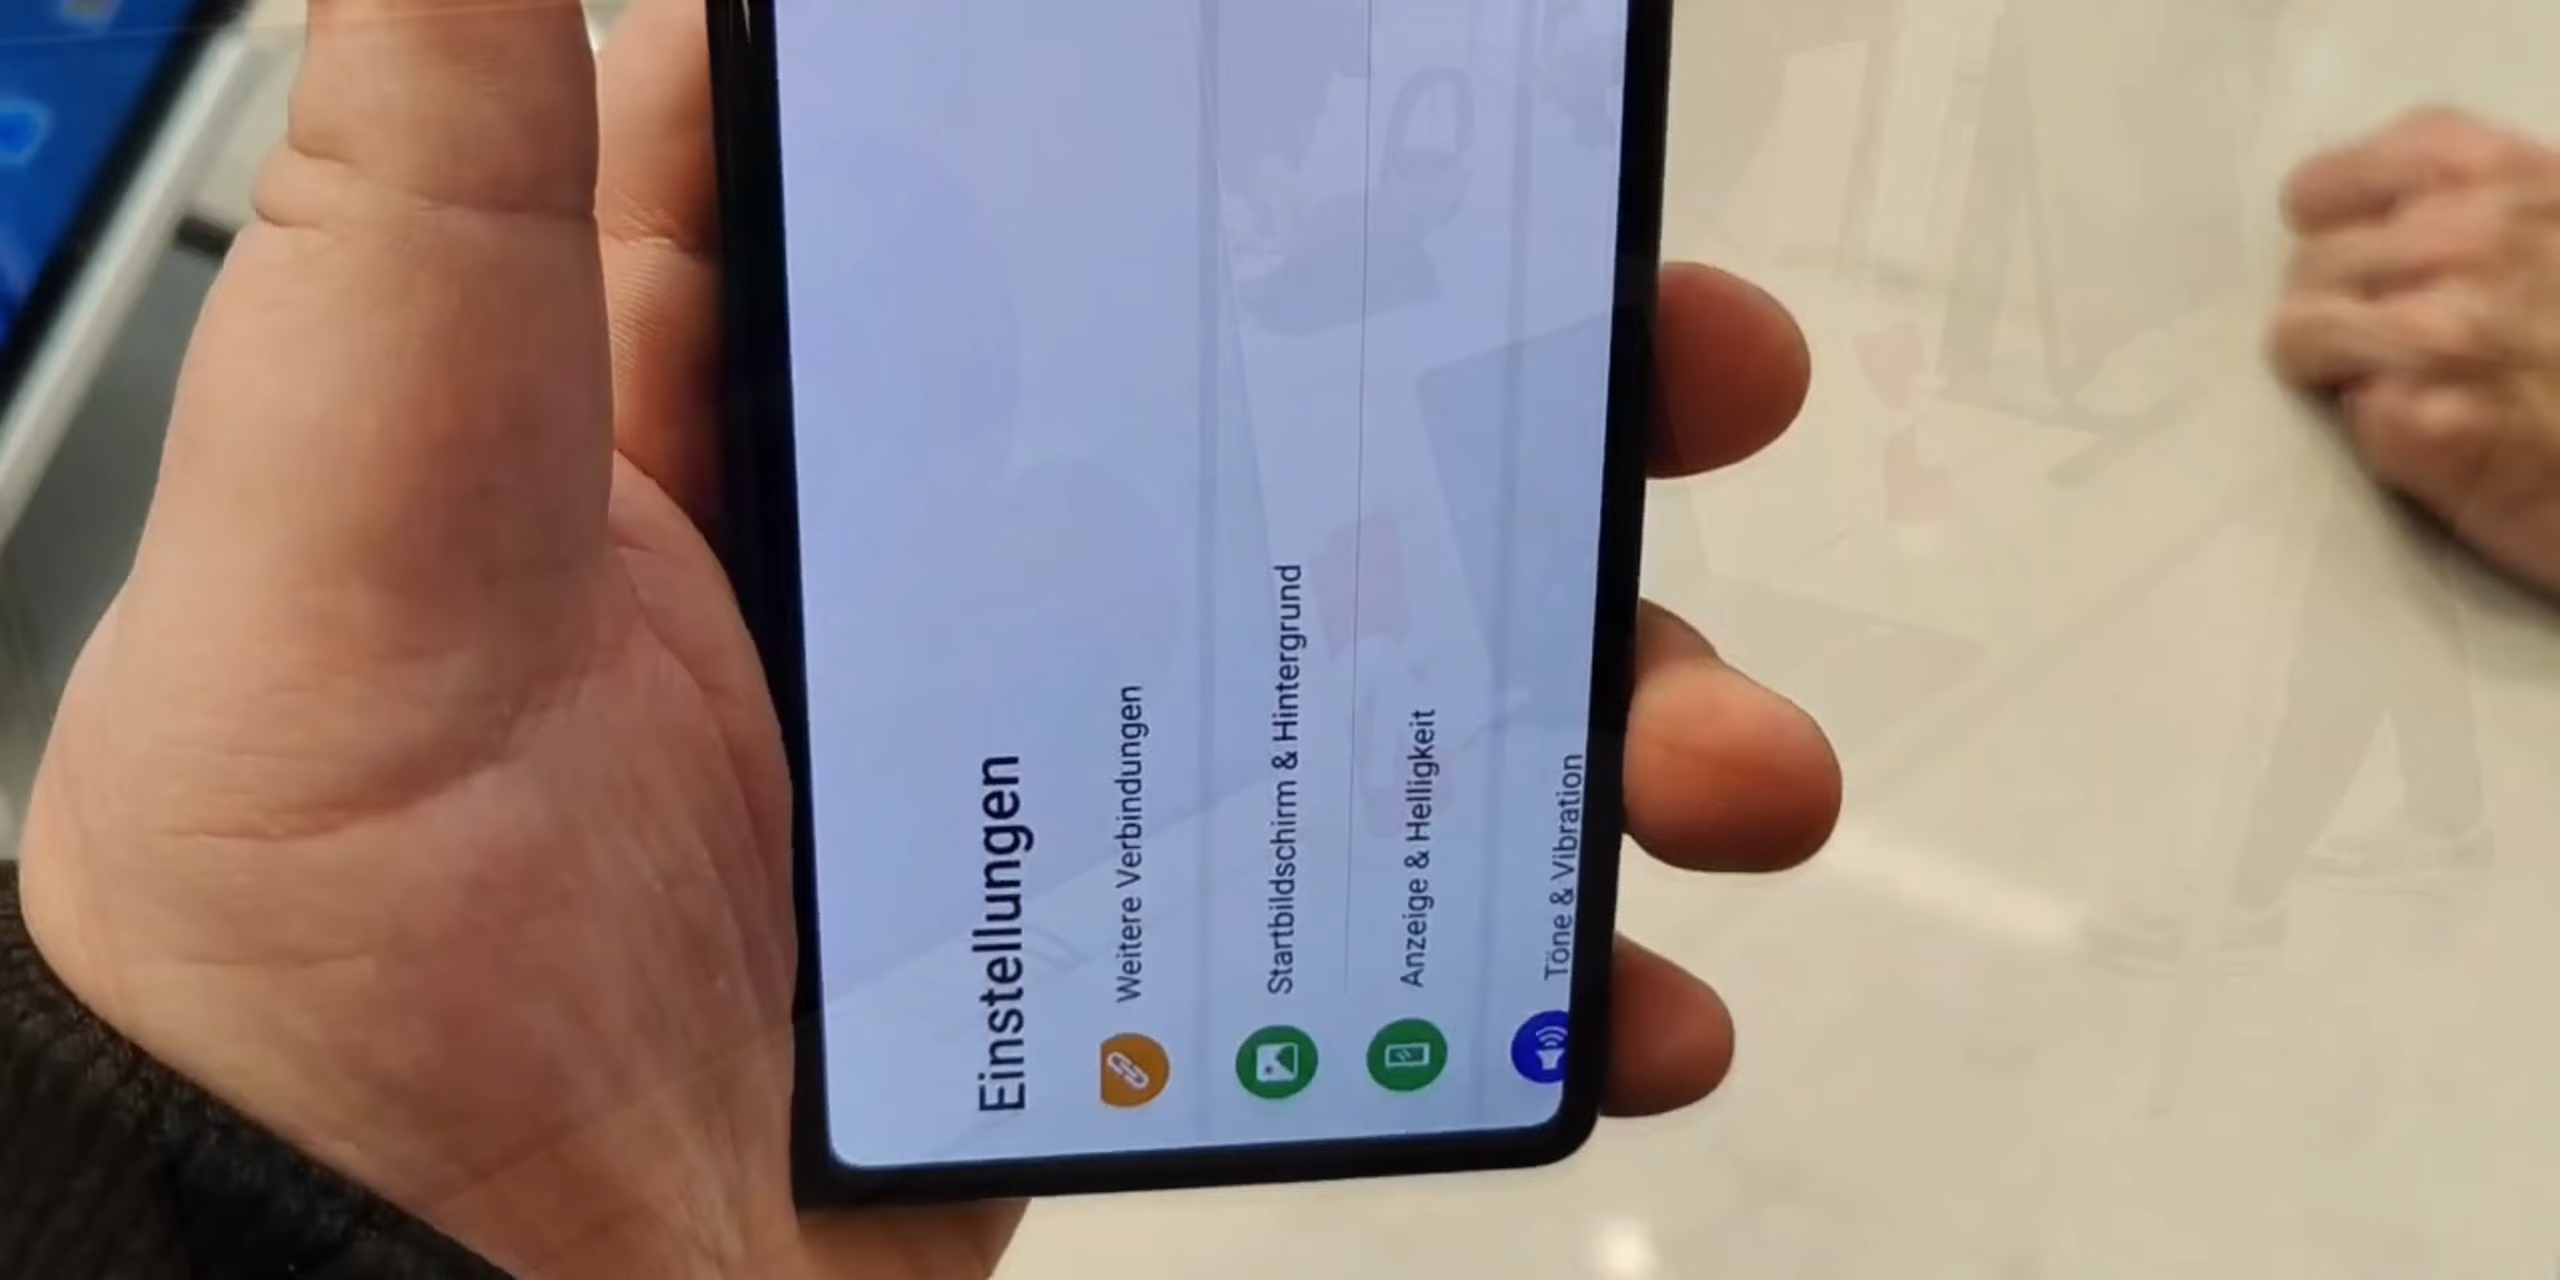 Einstellungen
Weitere Verbindungen
Startbildschirm & Hintergrund
Anzeige & Helligkeit
Töne & Vibration